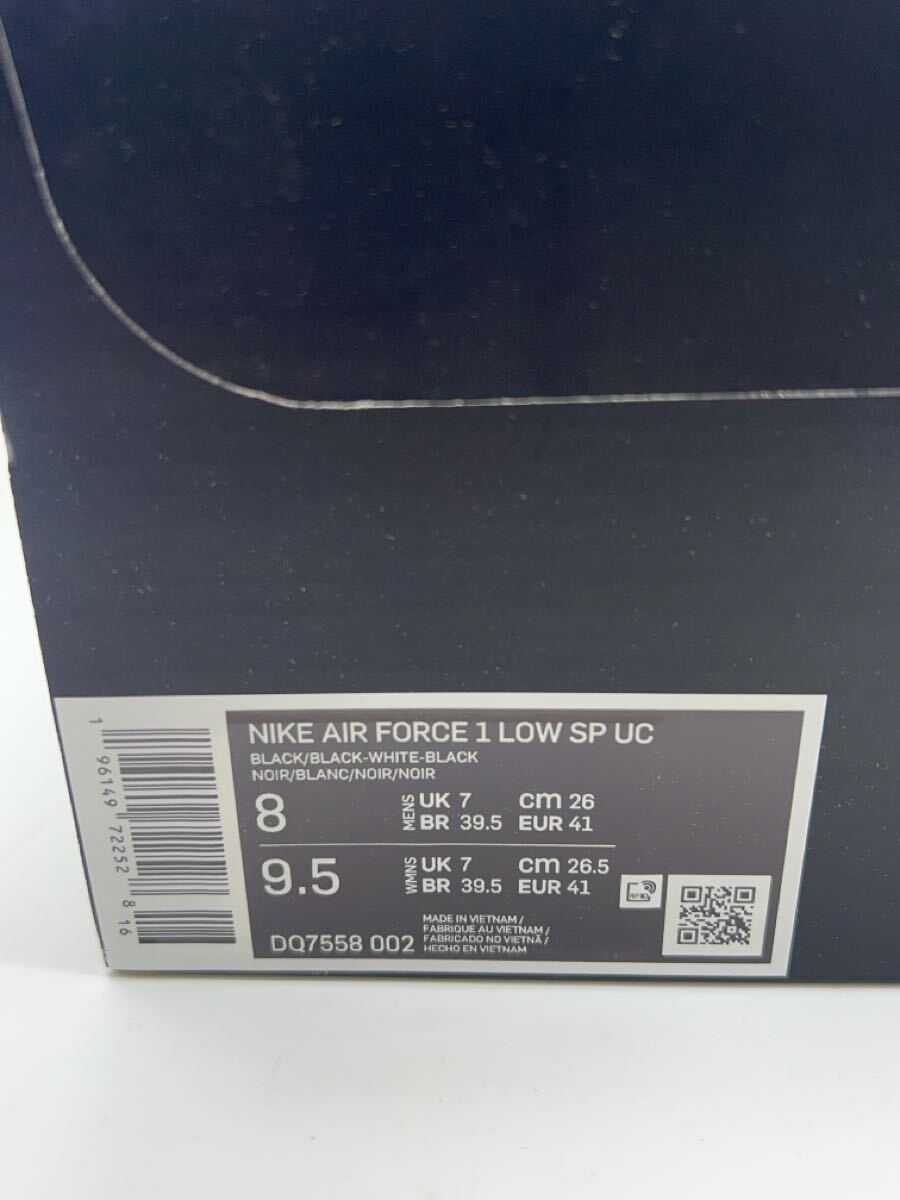 NIKE AIR FORCE 1 LOW SP UC
BLACK/BLACK-WHITE-BLACK
NOIR/BLANC/NOIR/NOIR
8 MENS UK 7 cm 26
BR 39.5 EUR 41
9.5 WMNS UK 7 cm 26.5
BR 39.5 EUR 41
RFID
DQ7558 002
MADE IN VIETNAM /
FABRIQUE AU VIETNAM /
FABRICADO NO VIETNÃ /
HECHO EN VIETNAM
1 96149 72252 8 16